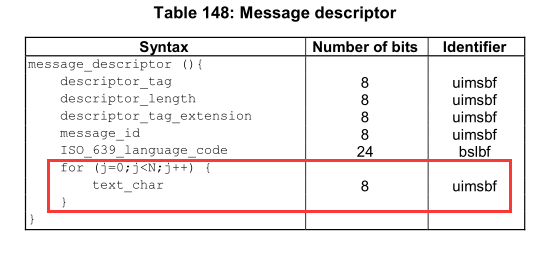 Table 148: Message descriptor
Syntax Number of bits Identifier
message_descriptor (){
descriptor_tag 8 uimsbf
descriptor_length 8 uimsbf
descriptor_tag_extension 8 uimsbf
message_id 8 uimsbf
ISO_639_language_code 24 bslbf
for (j=0;j<N;j++) {
text_char 8 uimsbf
}
}